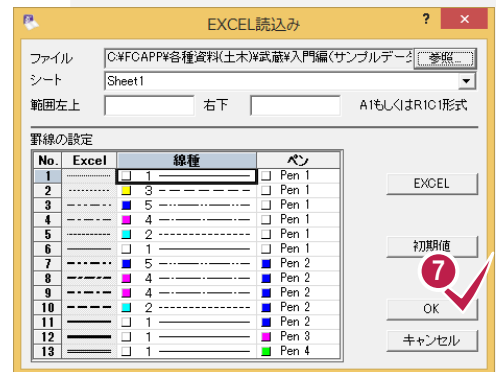 EXCEL読込み ? ×
ファイル C:¥FCAPP¥各種資料(土木)¥武蔵¥入門編(サンプルデータ 参照...
シート Sheet1
範囲左上 右下 A1もしくはR1C1形式
罫線の設定
No. Excel 線種 ペン
1 1 Pen 1
2 3 Pen 1
3 5 Pen 1
4 4 Pen 1
5 2 Pen 1
6 1 Pen 1
7 5 Pen 2
8 4 Pen 2
9 4 Pen 2
10 2 Pen 2
11 1 Pen 2
12 1 Pen 3
13 1 Pen 4
EXCEL
初期値
7
OK
キャンセル